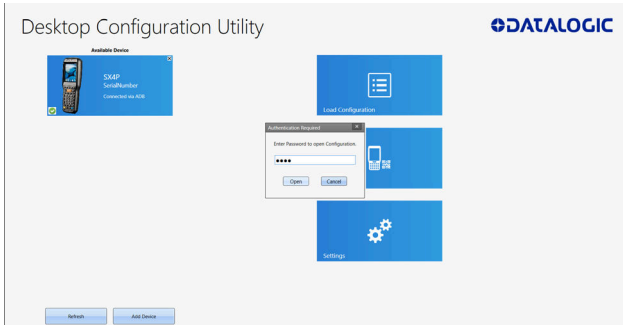 Desktop Configuration Utility
DATALOGIC
Available Device
SX4P
SerialNumber
Connected via ADB
Load Configuration
Authentication Required
Enter Password to open Configuration.
Open
Cancel
Settings
Refresh
Add Device